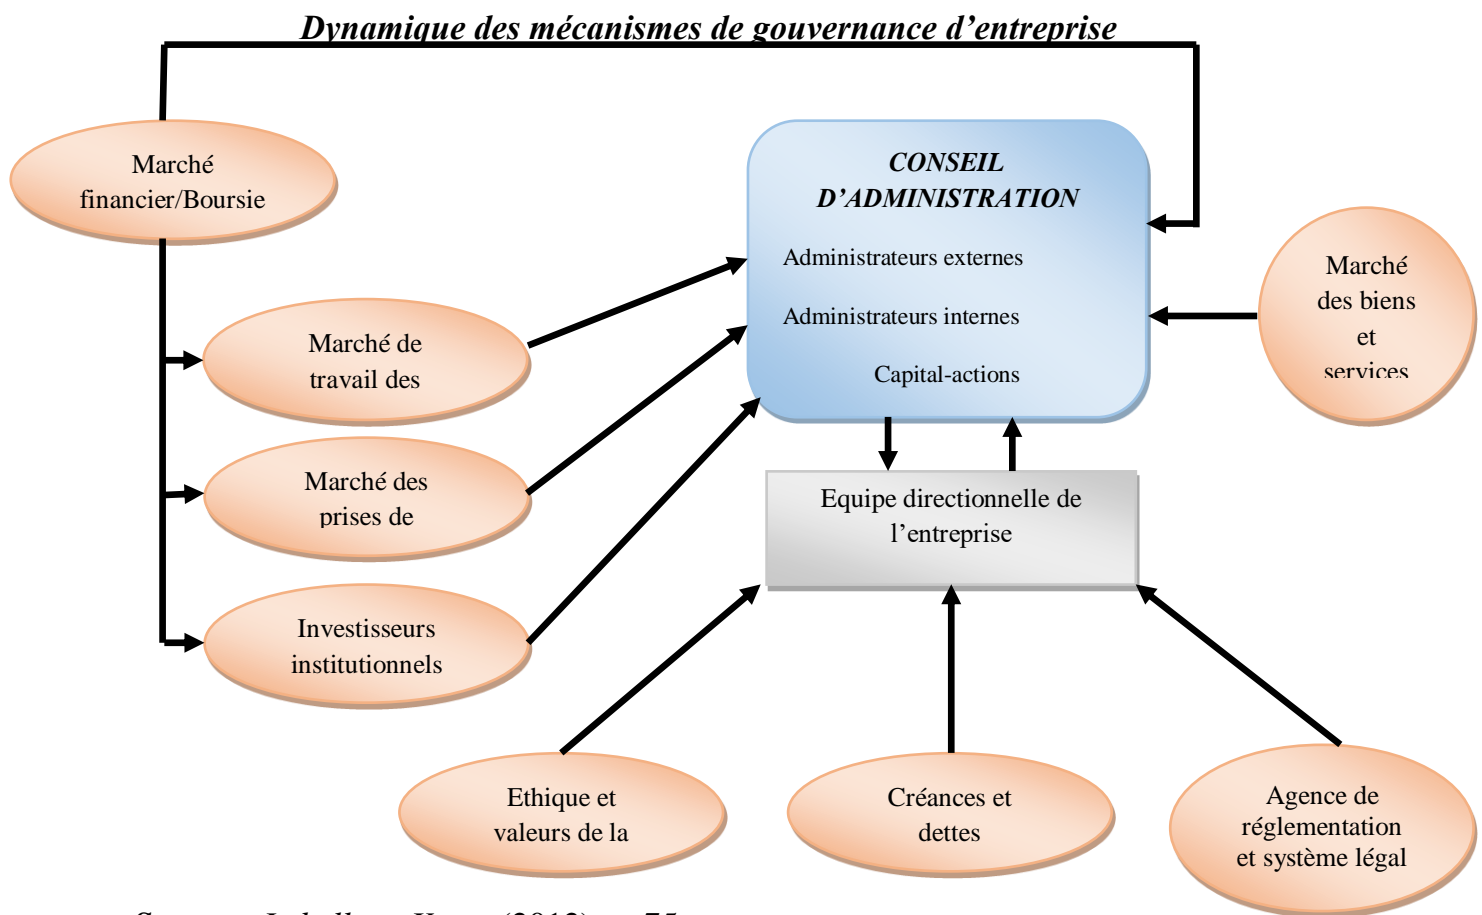 Dynamique des mécanismes de gouvernance d'entreprise
Marché
financier/Boursie
CONSEIL
D'ADMINISTRATION
Administrateurs externes
Administrateurs internes
Capital-actions
Marché
des biens
et
services
Marché de
travail des
Marché des
prises de
Investisseurs
institutionnels
Equipe directionnelle de
l'entreprise
Ethique et
valeurs de la
Créances et
dettes
Agence de
réglementation
et système légal